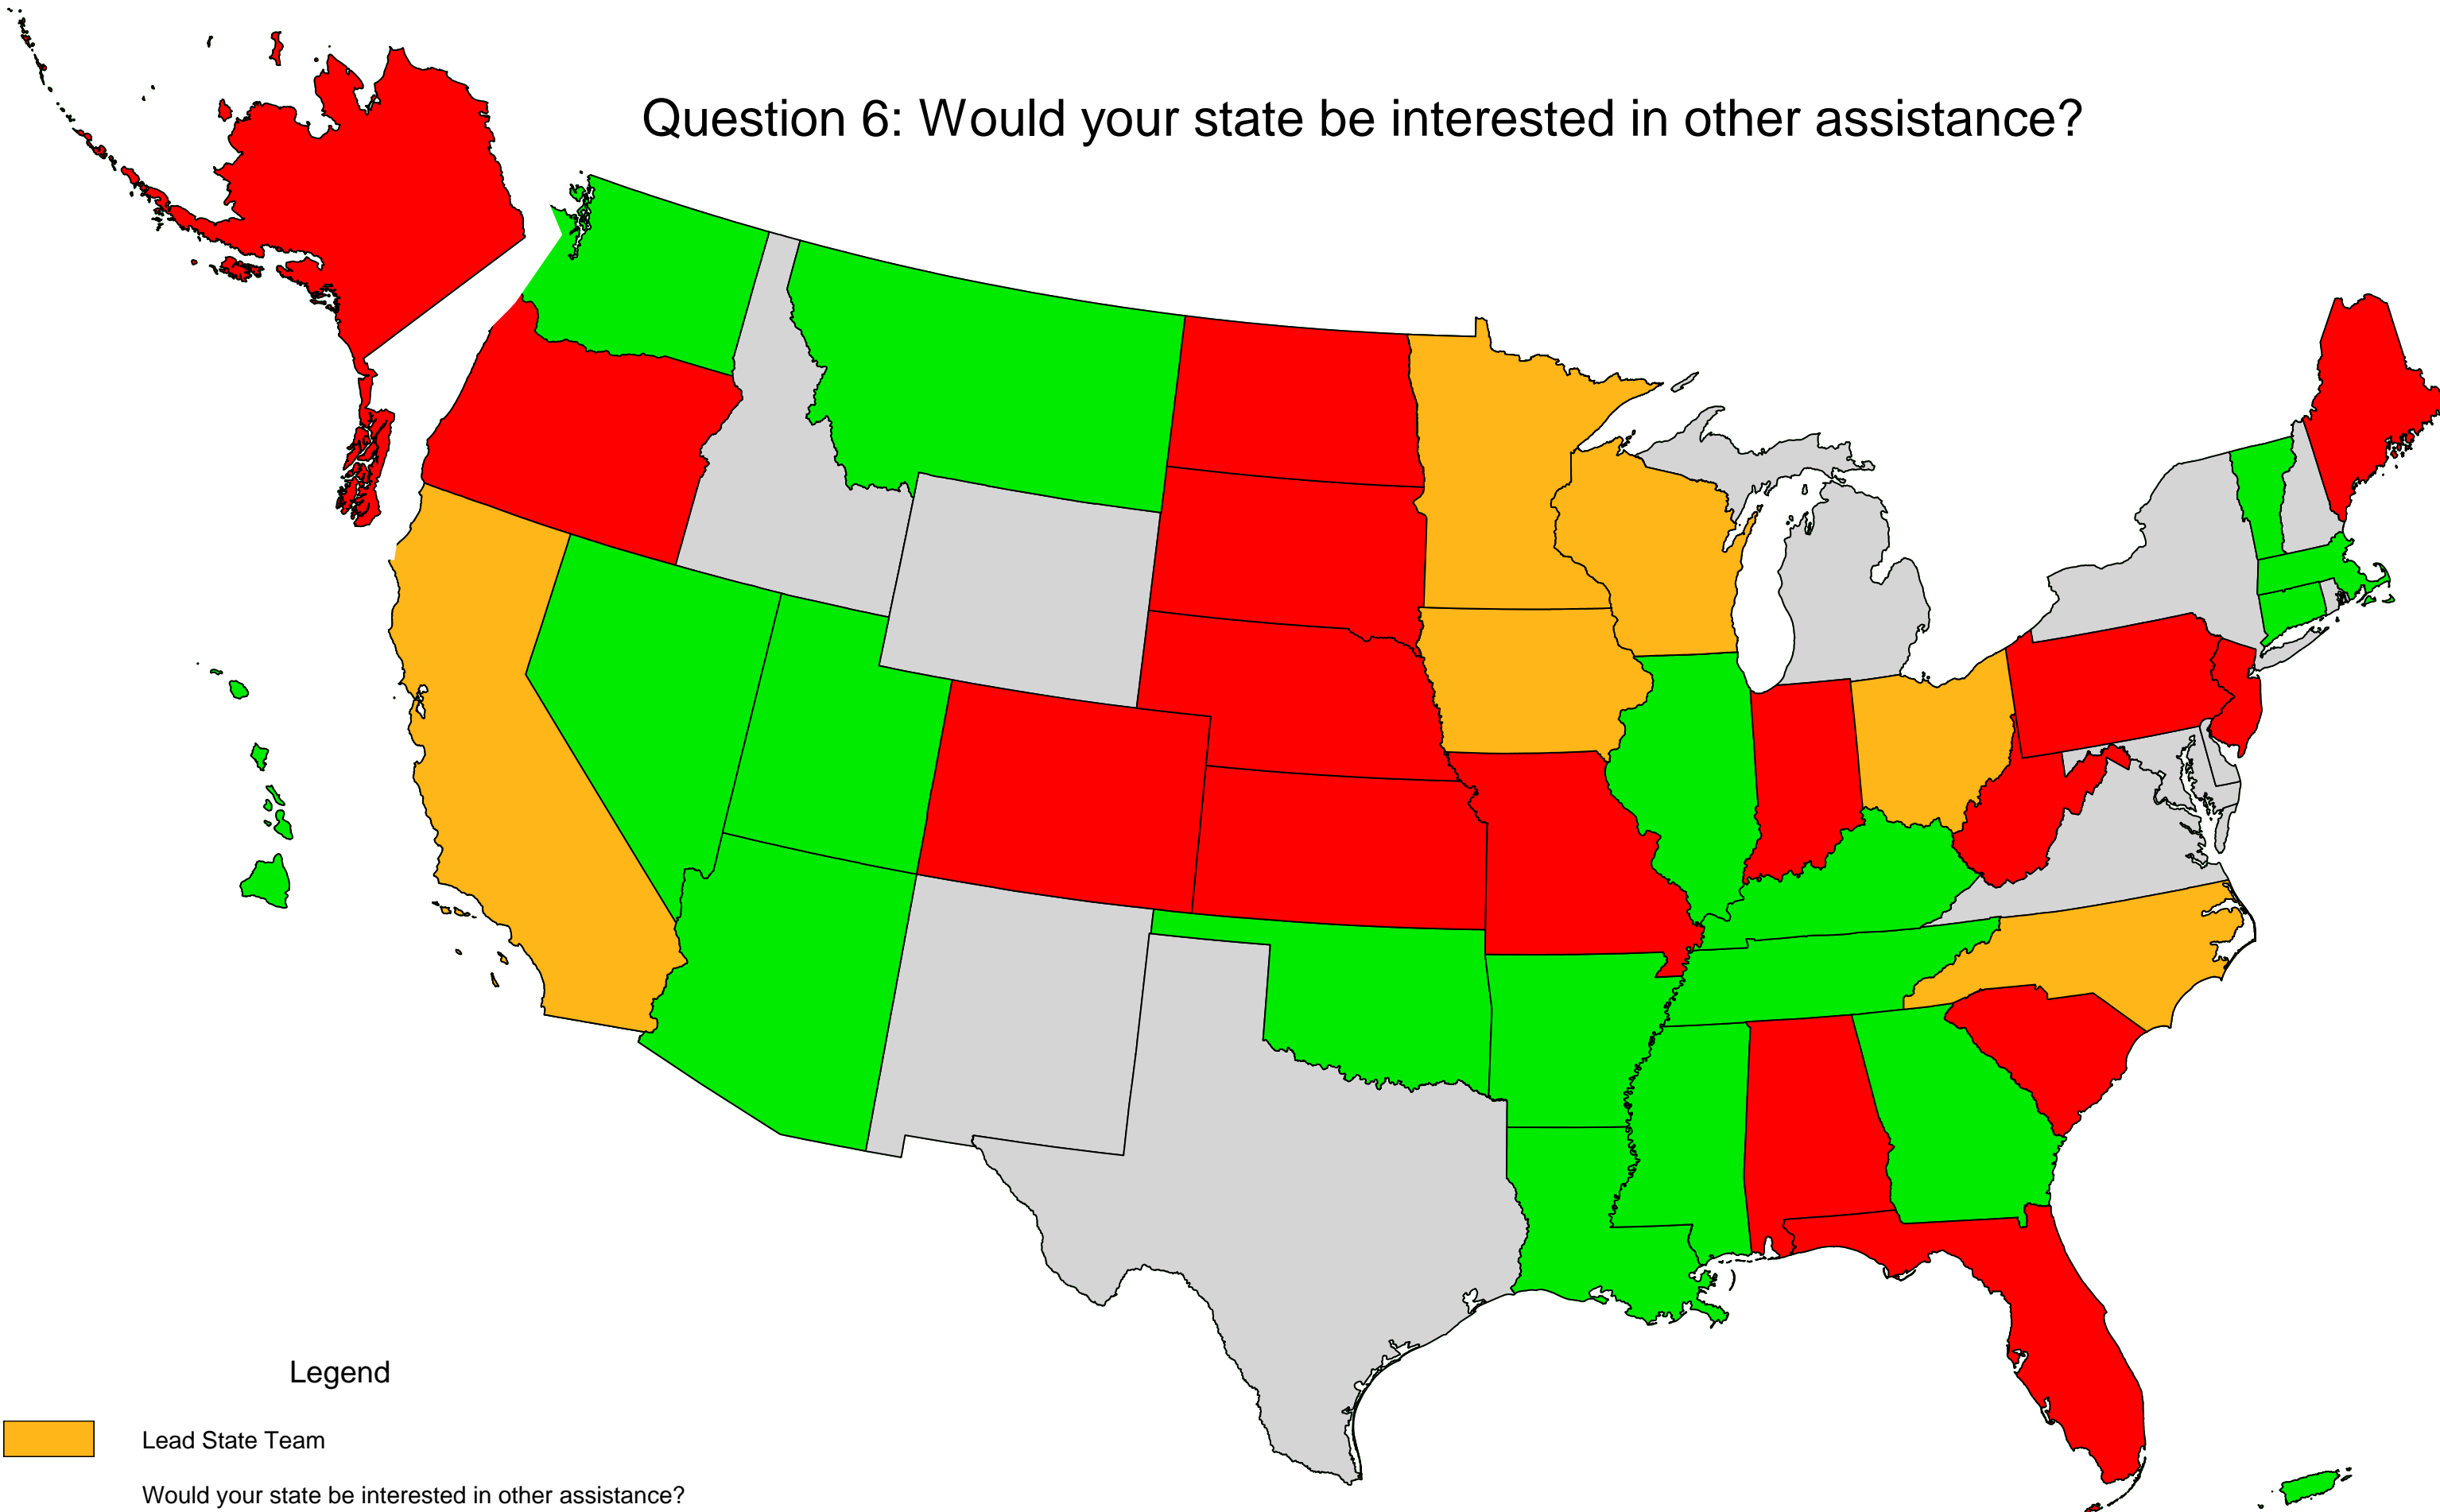 Question 6: Would your state be interested in other assistance?
Legend
Lead State Team
Would your state be interested in other assistance?